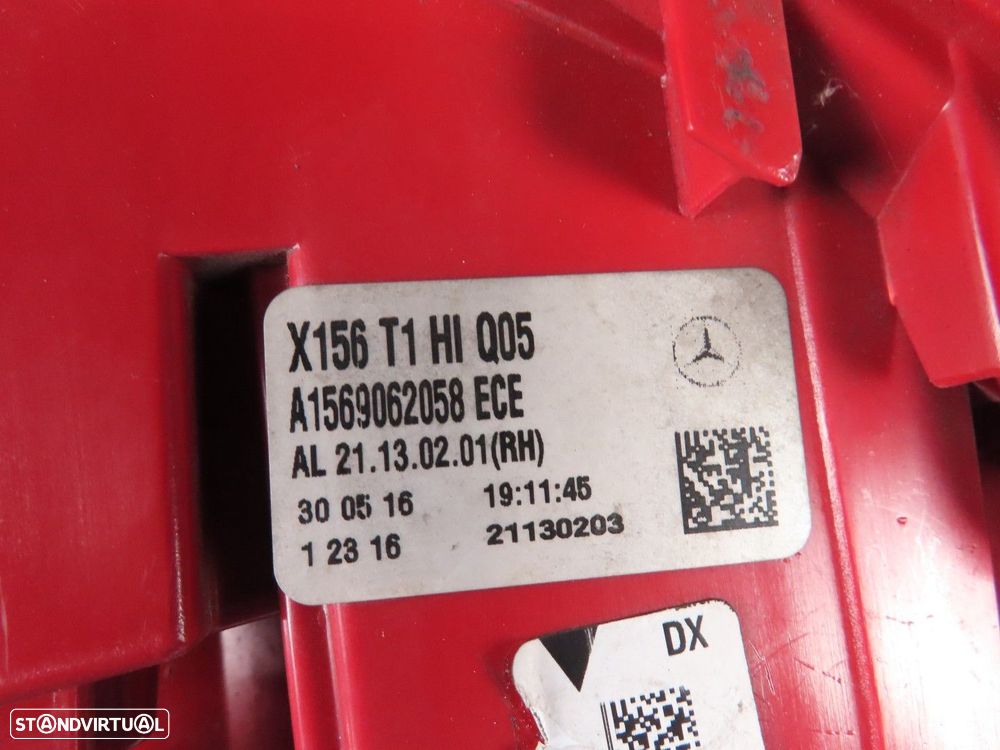 X156 T1 HI Q05
A1569062058 ECE
AL 21.13.02.01(RH)
30 05 16 19:11:45
1 23 16 21130203
DX
STANDVIRTUAL